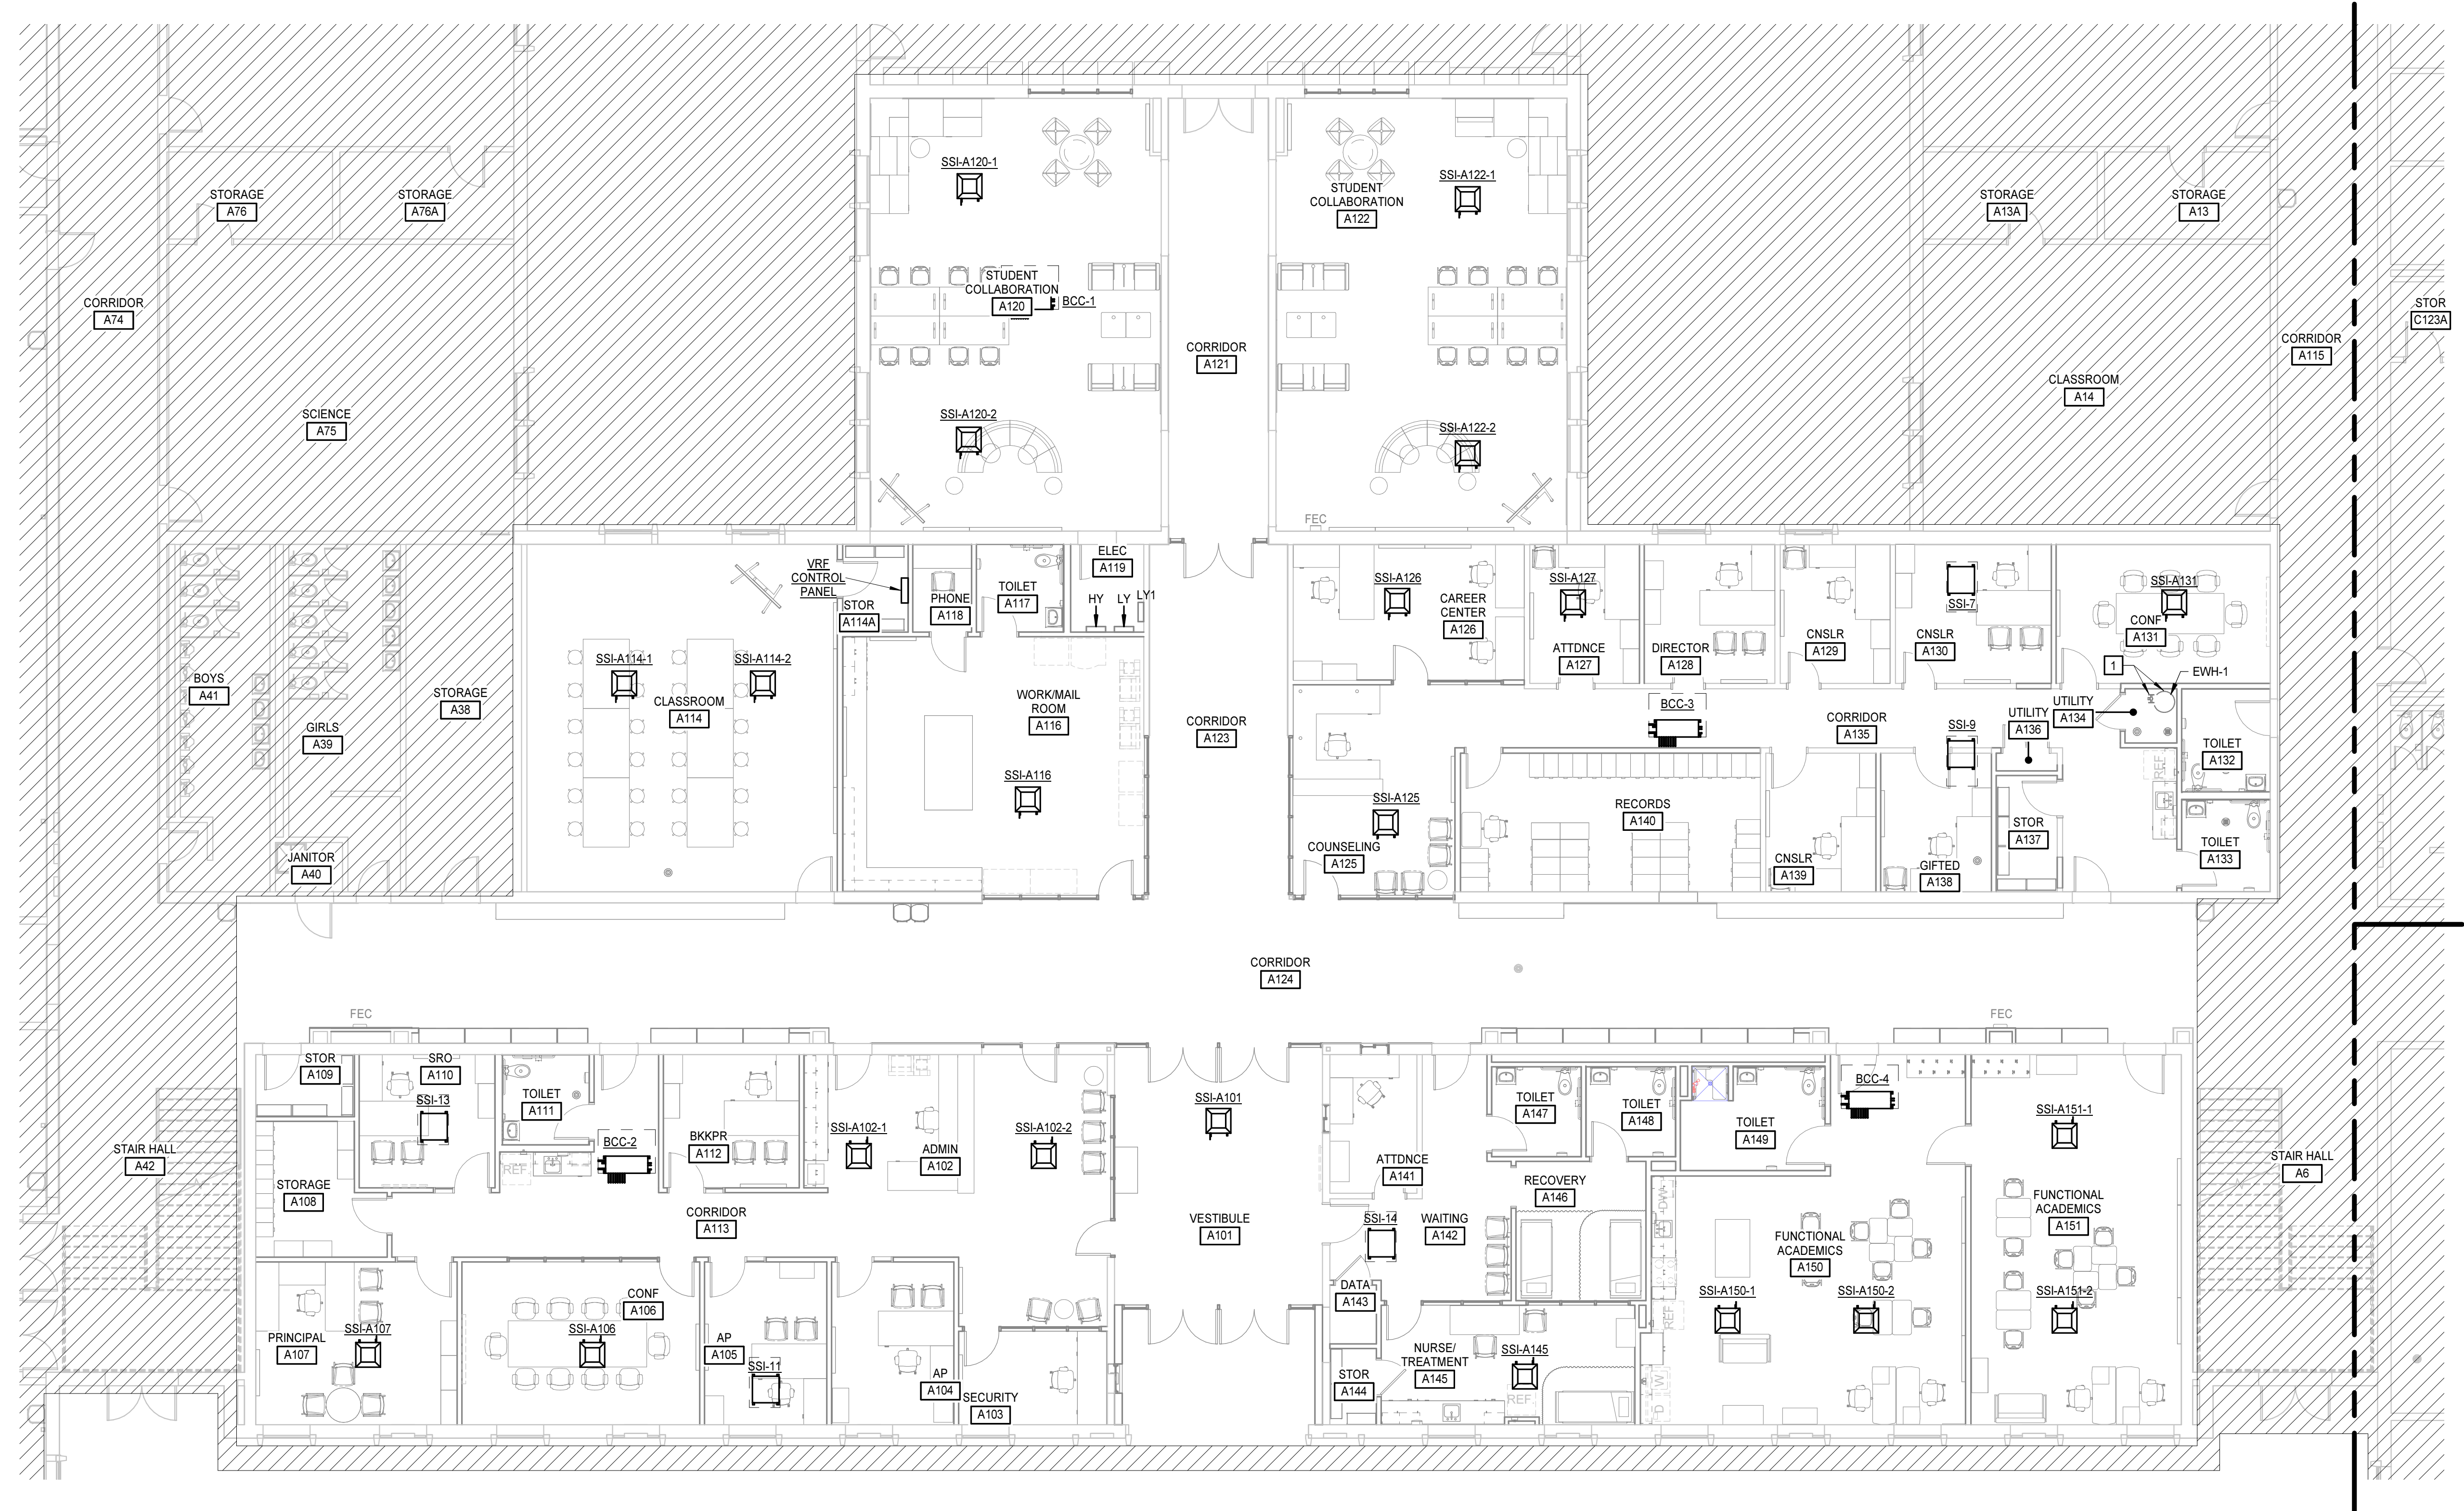 SSI-A120-1
SSI-A122-1
STORAGE
A76
STORAGE
A76A
STUDENT
COLLABORATION
A122
STORAGE
A13A
STORAGE
A13
CORRIDOR
A74
STUDENT
COLLABORATION
A120
BCC-1
STOR
C123A
CORRIDOR
A121
CORRIDOR
A115
CLASSROOM
A14
SCIENCE
A75
SSI-A120-2
SSI-A122-2
FEC
VRF
CONTROL
PANEL
STOR
A114A
PHONE
A118
TOILET
A117
ELEC
A119
HY
LY
LY1
SSI-A126
CAREER
CENTER
A126
SSI-A127
ATTDNCE
A127
DIRECTOR
A128
CNSLR
A129
SSI-7
CNSLR
A130
SSI-A131
CONF
A131
1
EWH-1
BOYS
A41
GIRLS
A39
STORAGE
A38
SSI-A114-1
SSI-A114-2
CLASSROOM
A114
WORK/MAIL
ROOM
A116
SSI-A116
CORRIDOR
A123
BCC-3
CORRIDOR
A135
SSI-9
UTILITY
A136
UTILITY
A134
TOILET
A132
REF
SSI-A125
COUNSELING
A125
RECORDS
A140
CNSLR
A139
GIFTED
A138
STOR
A137
TOILET
A133
JANITOR
A40
CORRIDOR
A124
FEC
FEC
STOR
A109
SRO
A110
SSI-13
TOILET
A111
BCC-2
REF
BKKPR
A112
SSI-A102-1
ADMIN
A102
SSI-A102-2
SSI-A101
ATTDNCE
A141
TOILET
A147
TOILET
A148
TOILET
A149
BCC-4
SSI-A151-1
STAIR HALL
A42
STAIR HALL
A6
STORAGE
A108
CORRIDOR
A113
VESTIBULE
A101
SSI-14
WAITING
A142
RECOVERY
A146
DW
FUNCTIONAL
ACADEMICS
A150
FUNCTIONAL
ACADEMICS
A151
DATA
A143
SSI-A150-1
SSI-A150-2
SSI-A151-2
REF
PRINCIPAL
A107
SSI-A107
CONF
A106
SSI-A106
AP
A105
SSI-11
AP
A104
SECURITY
A103
STOR
A144
NURSE/
TREATMENT
A145
SSI-A145
REF
D
W